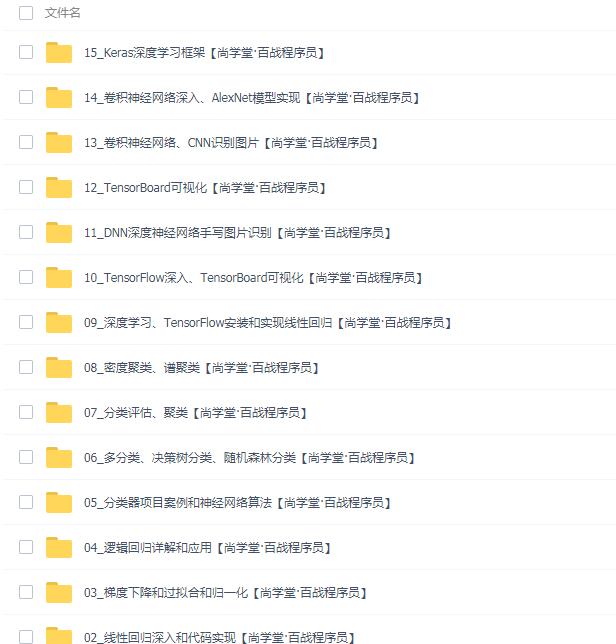 文件名
15_Keras深度学习框架【尚学堂·百战程序员】
14_卷积神经网络深入、AlexNet模型实现【尚学堂·百战程序员】
13_卷积神经网络、CNN识别图片【尚学堂·百战程序员】
12_TensorBoard可视化【尚学堂·百战程序员】
11_DNN深度神经网络手写图片识别【尚学堂·百战程序员】
10_TensorFlow深入、TensorBoard可视化【尚学堂·百战程序员】
09_深度学习、TensorFlow安装和实现线性回归【尚学堂·百战程序员】
08_密度聚类、谱聚类【尚学堂·百战程序员】
07_分类评估、聚类【尚学堂·百战程序员】
06_多分类、决策树分类、随机森林分类【尚学堂·百战程序员】
05_分类器项目案例和神经网络算法【尚学堂·百战程序员】
04_逻辑回归详解和应用【尚学堂·百战程序员】
03_梯度下降和过拟合和归一化【尚学堂·百战程序员】
02_线性回归深入和代码实现【尚学堂·百战程序员】